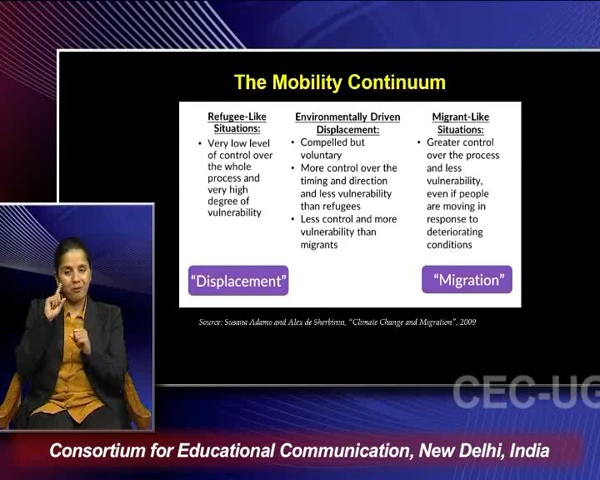 The Mobility Continuum
Refugee-Like
Situations:
• Very low level
of control over
the whole
process and
very high
degree of
vulnerability
Environmentally Driven
Displacement:
• Compelled but
voluntary
• More control over the
timing and direction
and less vulnerability
than refugees
• Less control and more
vulnerability than
migrants
Migrant-Like
Situations:
• Greater control
over the process
and less
vulnerability,
even if people
are moving in
response to
deteriorating
conditions
“Displacement”
“Migration”
Source: Susana Adamo and Alex de Sherbinin, “Climate Change and Migration”, 2009
CEC-UG
Consortium for Educational Communication, New Delhi, India